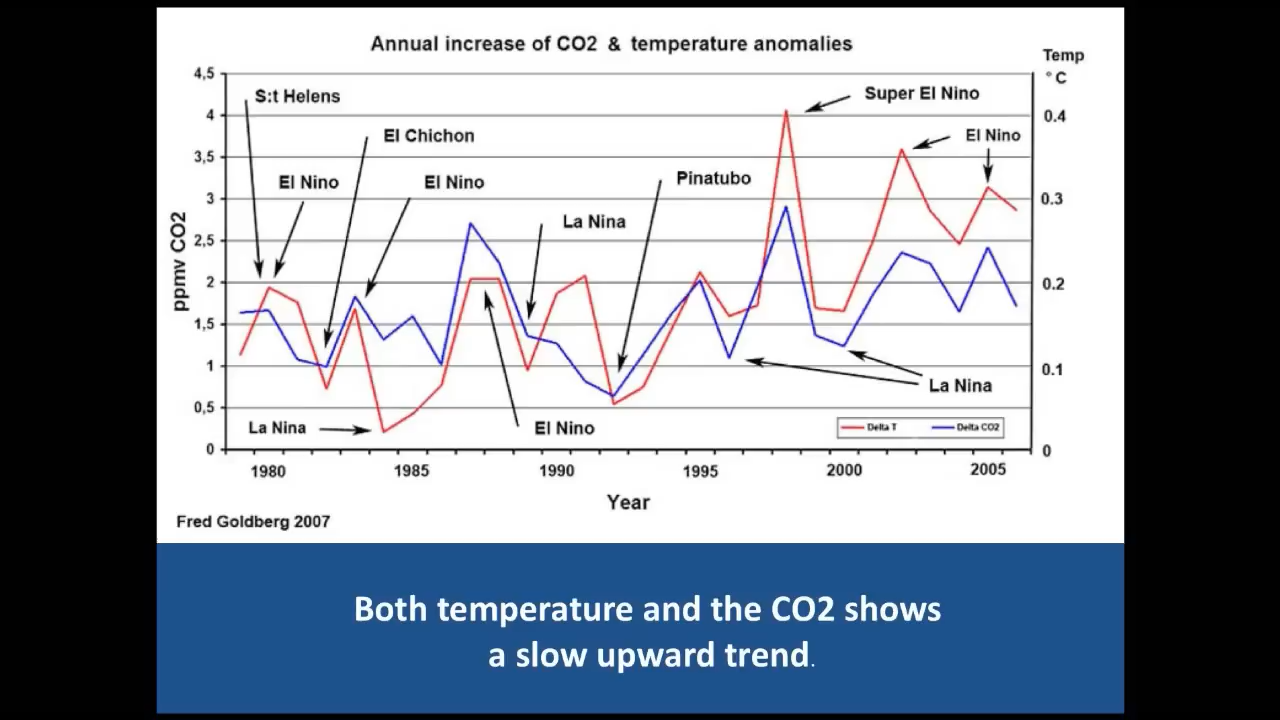 Annual increase of CO2 & temperature anomalies
Temp
°C
4,5
S:t Helens
Super El Nino
4
0.4
El Chichon
El Nino
3,5
El Nino
El Nino
Pinatubo
3
0.3
La Nina
2,5
ppmv CO2
2
0.2
1,5
1
0.1
La Nina
0,5
La Nina
El Nino
Delta T
Delta CO2
0
0
1980
1985
1990
1995
2000
2005
Year
Fred Goldberg 2007
Both temperature and the CO2 shows
a slow upward trend.